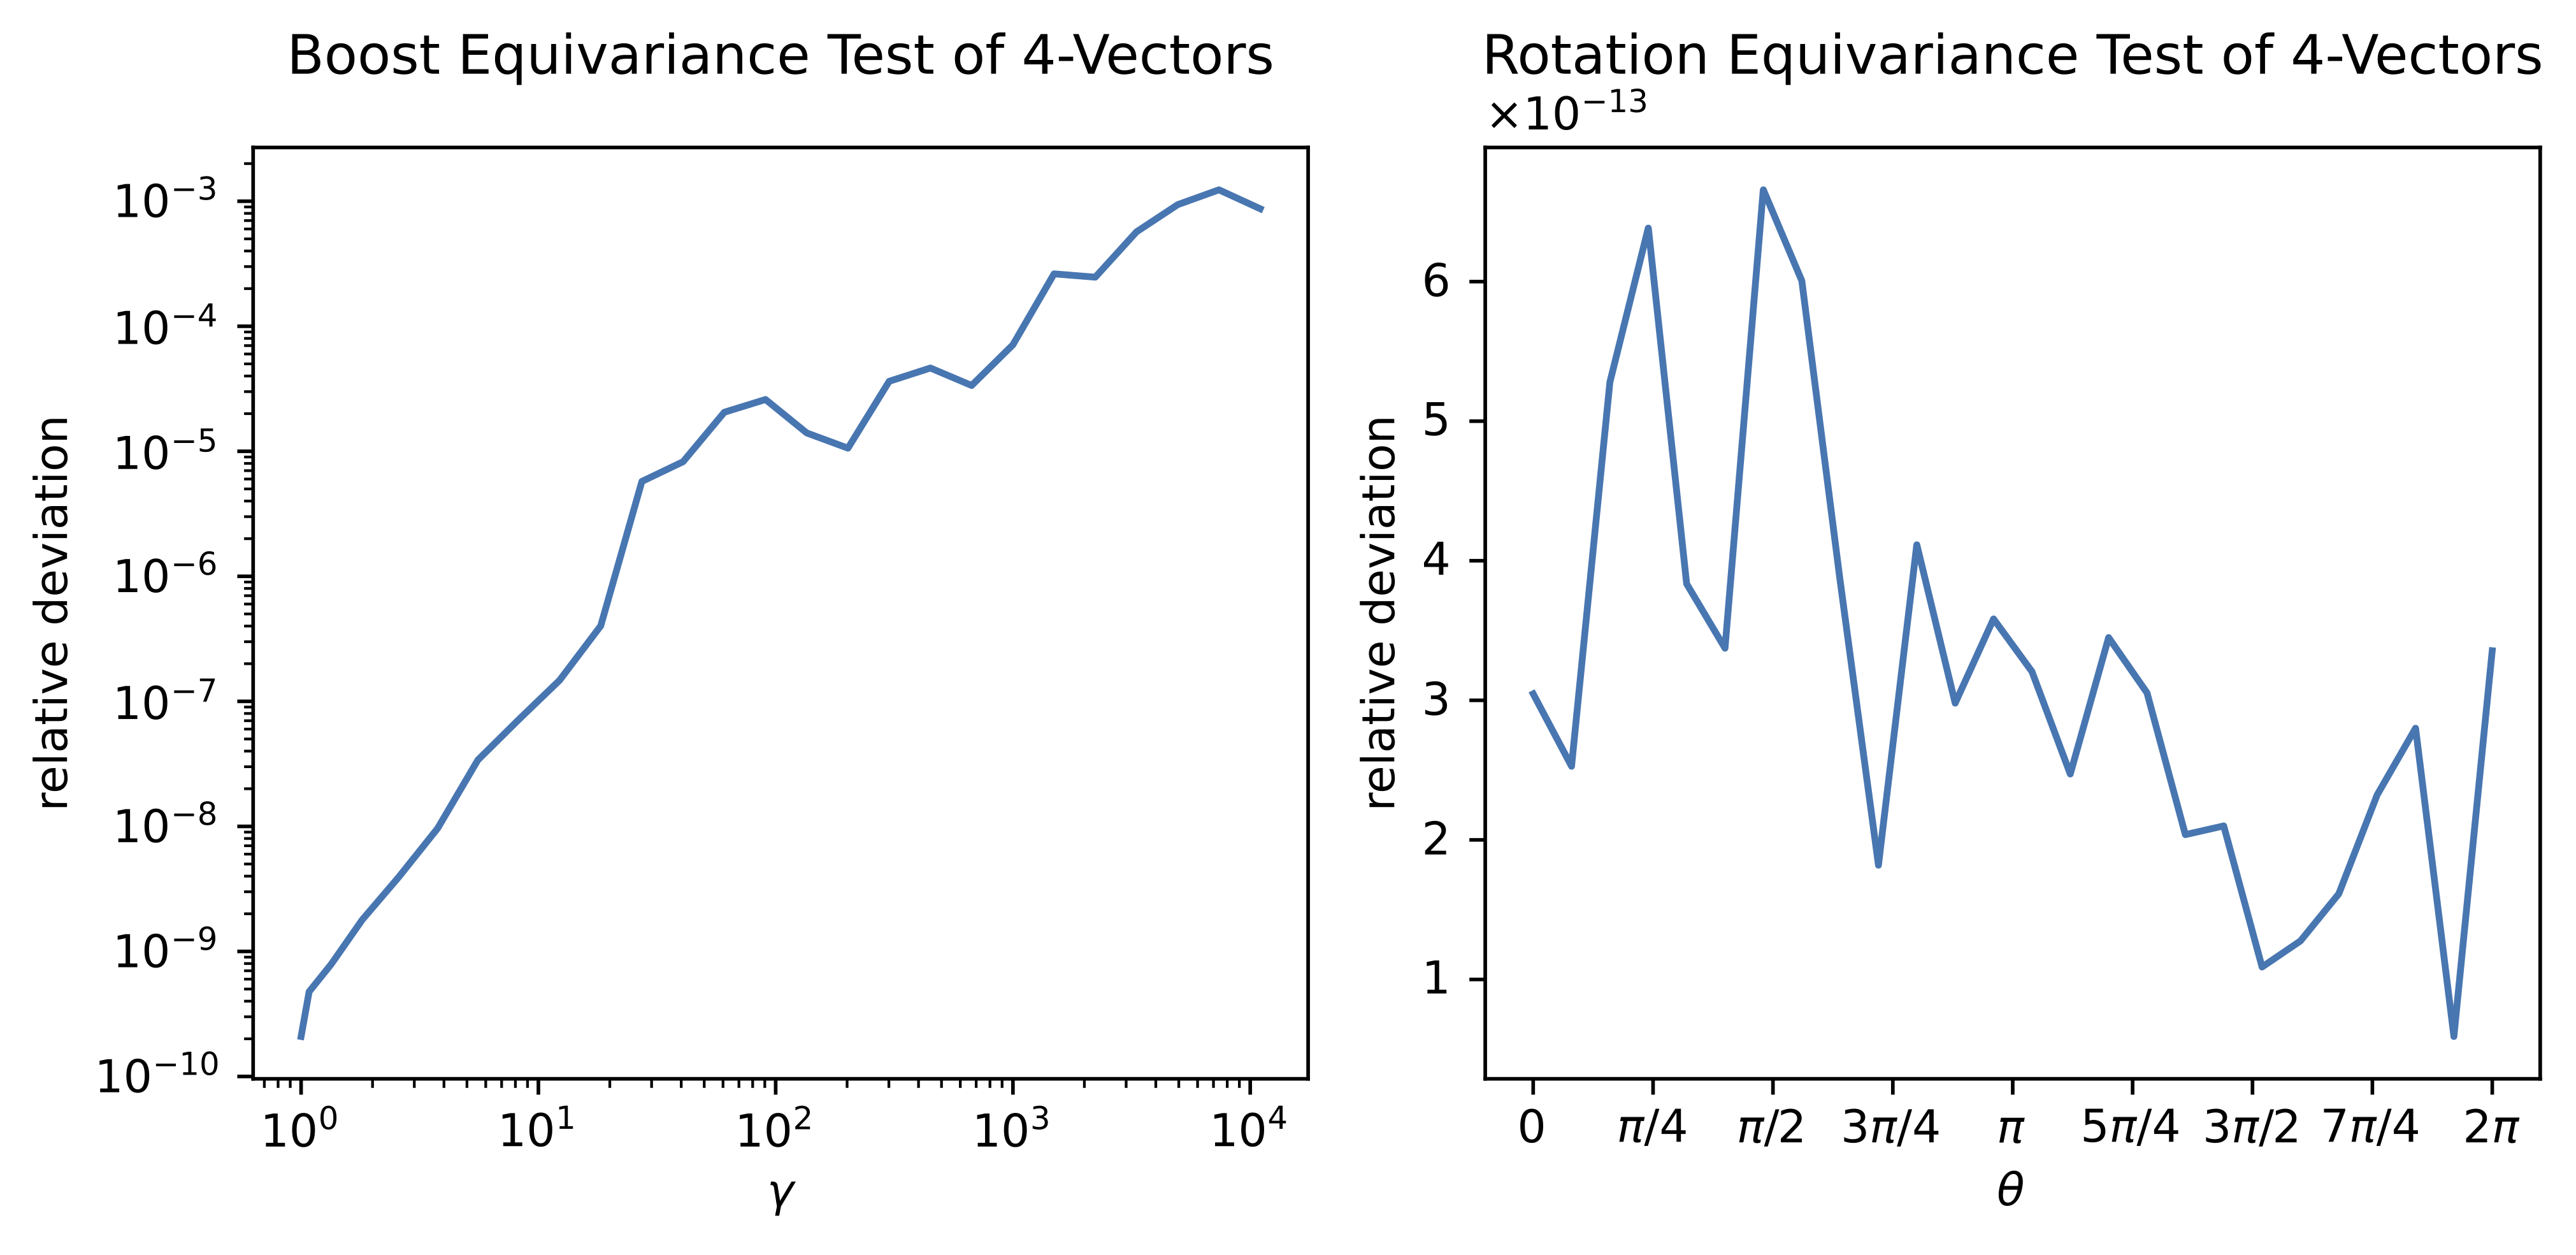 Boost Equivariance Test of 4-Vectors
relative deviation
10⁻³
10⁻⁴
10⁻⁵
10⁻⁶
10⁻⁷
10⁻⁸
10⁻⁹
10⁻¹⁰
10⁰ 10¹ 10² 10³ 10⁴
γ
Rotation Equivariance Test of 4-Vectors
×10⁻¹³
relative deviation
6
5
4
3
2
1
0 π/4 π/2 3π/4 π 5π/4 3π/2 7π/4 2π
θ